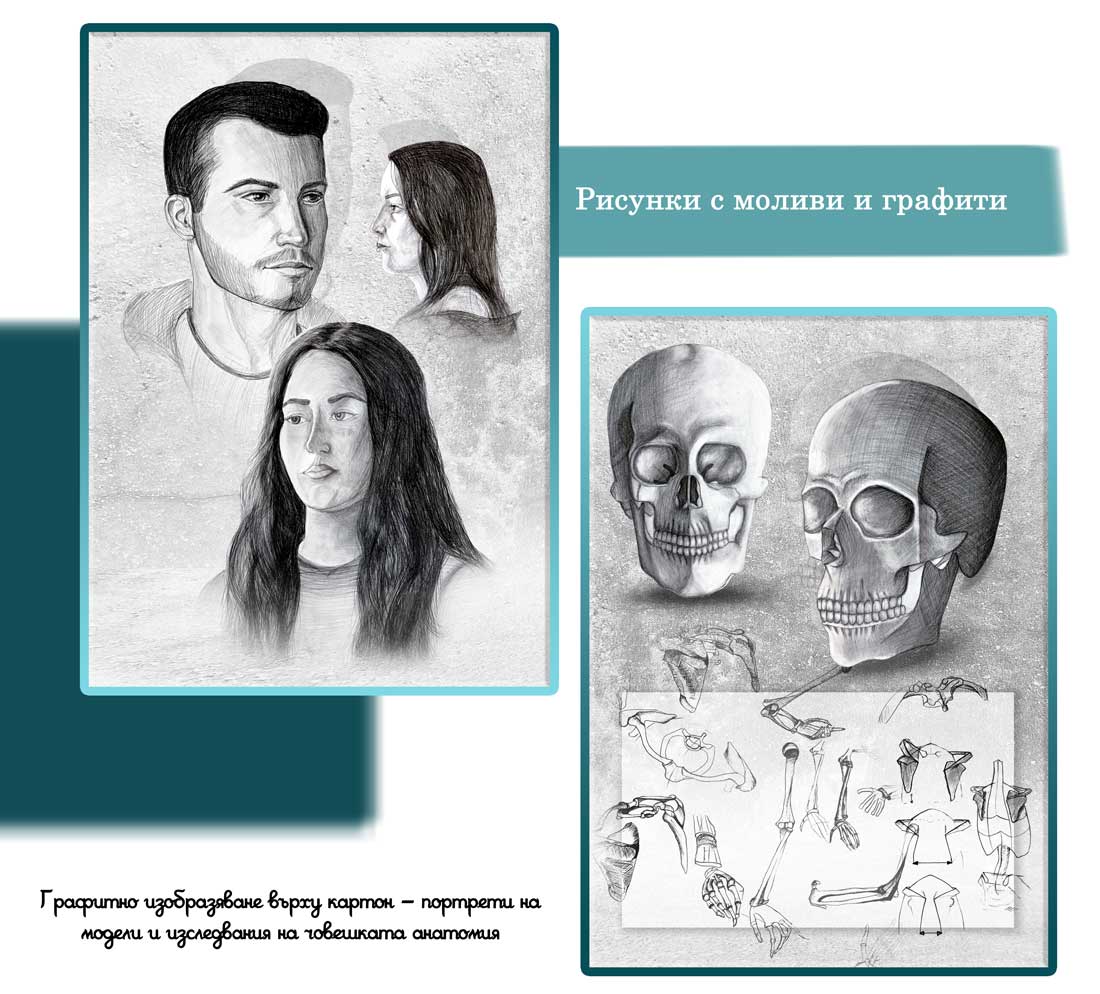 Рисунки с моливи и графити
Графитно изобразяване върху картон – портрети на
модели и изследвания на човешката анатомия